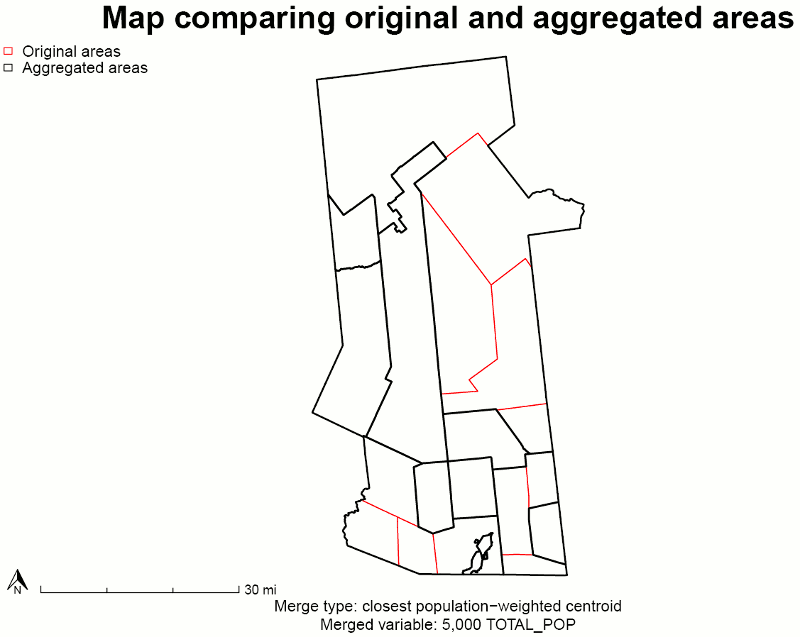 Map comparing original and aggregated areas
Original areas
Aggregated areas
N
30 mi
Merge type: closest population−weighted centroid
Merged variable: 5,000 TOTAL_POP